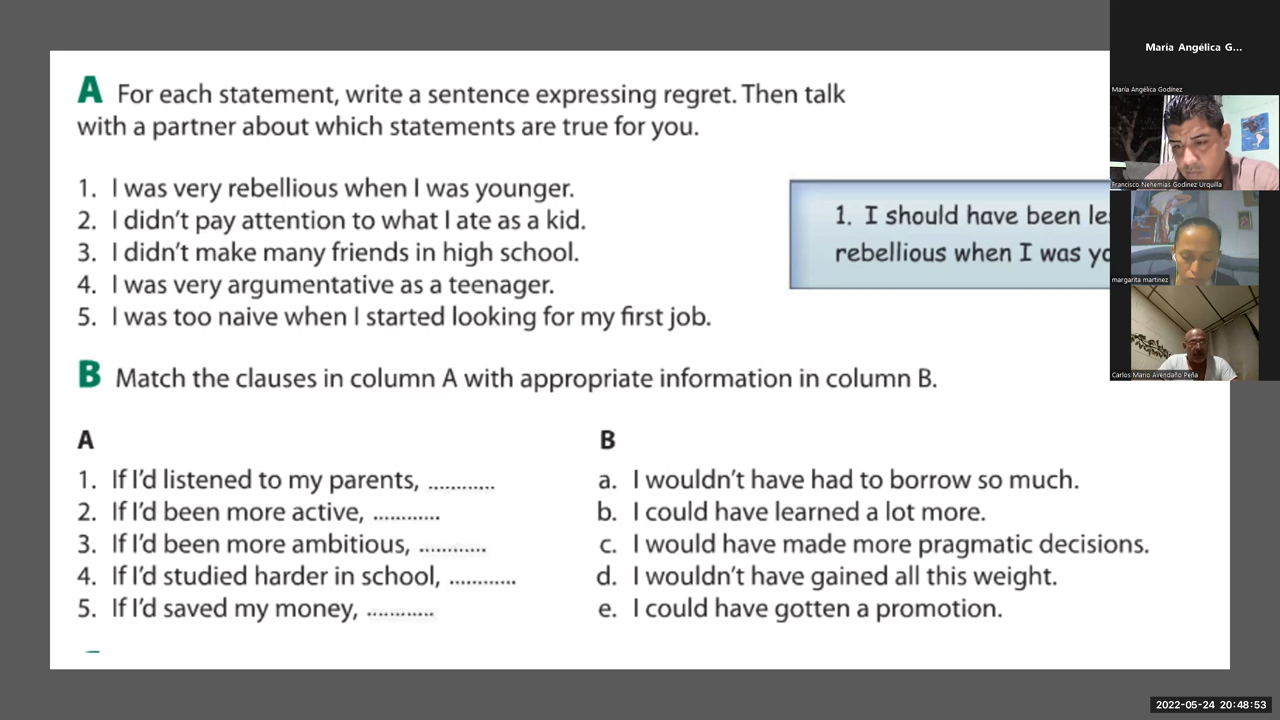 María Angélica G...
María Angélica Godínez
Francisco Nehemias Godinez Urquilla
margarita martinez
Carlos Mario Avendaño Peña
A For each statement, write a sentence expressing regret. Then talk
with a partner about which statements are true for you.
1. I was very rebellious when I was younger.
2. I didn't pay attention to what I ate as a kid.
3. I didn't make many friends in high school.
4. I was very argumentative as a teenager.
5. I was too naive when I started looking for my first job.
1. I should have been le
rebellious when I was yo
B Match the clauses in column A with appropriate information in column B.
A
1. If I'd listened to my parents, ............
2. If I'd been more active, ............
3. If I'd been more ambitious, ............
4. If I'd studied harder in school, ............
5. If I'd saved my money, ............
B
a. I wouldn't have had to borrow so much.
b. I could have learned a lot more.
c. I would have made more pragmatic decisions.
d. I wouldn't have gained all this weight.
e. I could have gotten a promotion.
2022-05-24 20:48:53